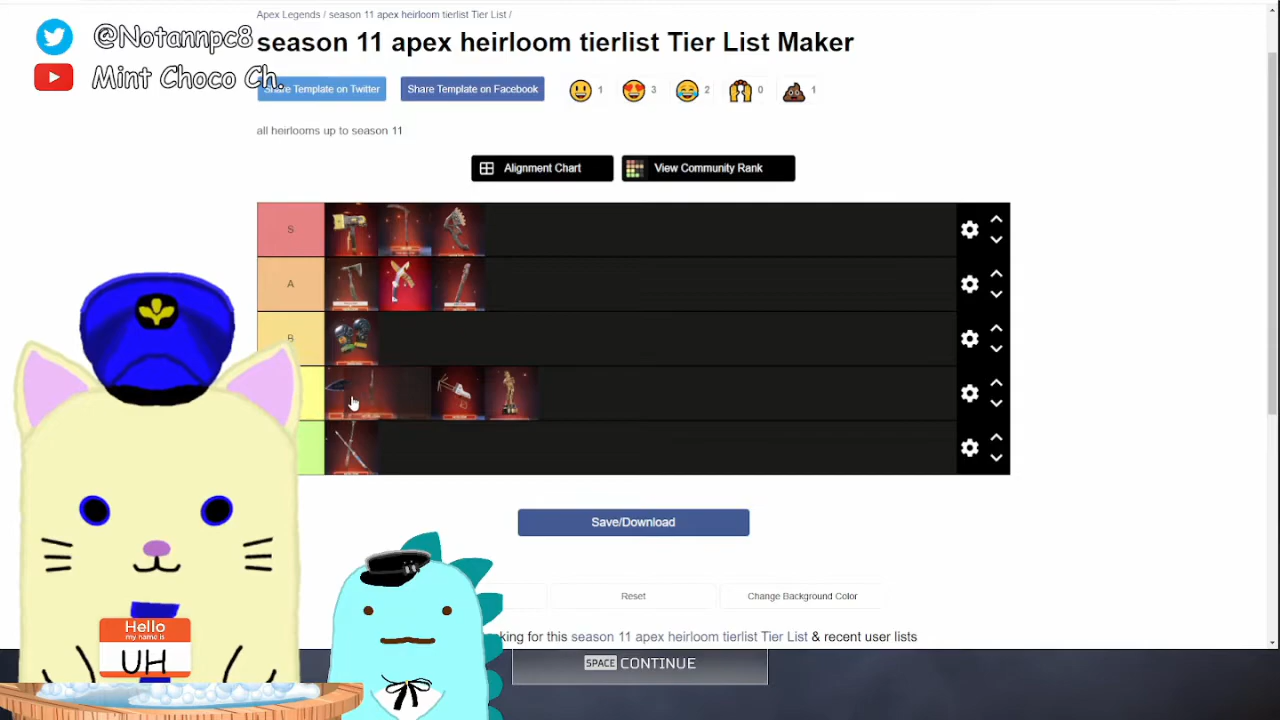 Apex Legends / season 11 apex heirloom tierlist Tier List /
@Notannpc8
season 11 apex heirloom tierlist Tier List Maker
Mint Choco Ch.
Share Template on Twitter
Share Template on Facebook
1
3
2
0
1
all heirlooms up to season 11
Alignment Chart
View Community Rank
S
A
B
Save/Download
Reset
Change Background Color
king for this season 11 apex heirloom tierlist Tier List & recent user lists
Hello
my name is
UH
SPACE CONTINUE